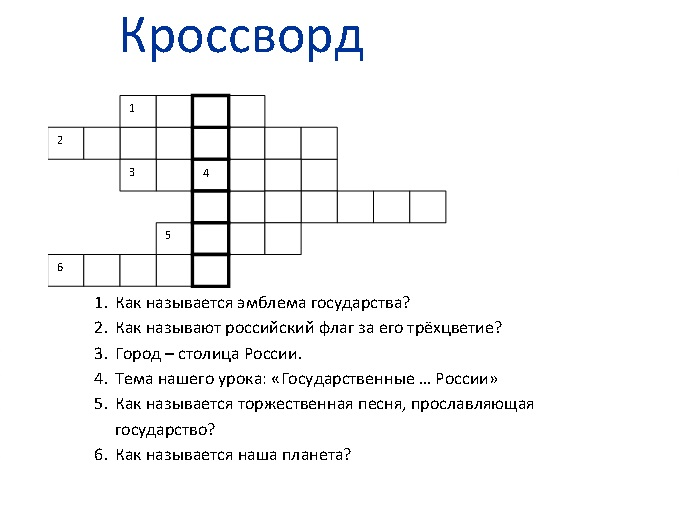 Кроссворд
1
2
3 4
5
6
1. Как называется эмблема государства?
2. Как называют российский флаг за его трёхцветие?
3. Город – столица России.
4. Тема нашего урока: «Государственные … России»
5. Как называется торжественная песня, прославляющая
государство?
6. Как называется наша планета?